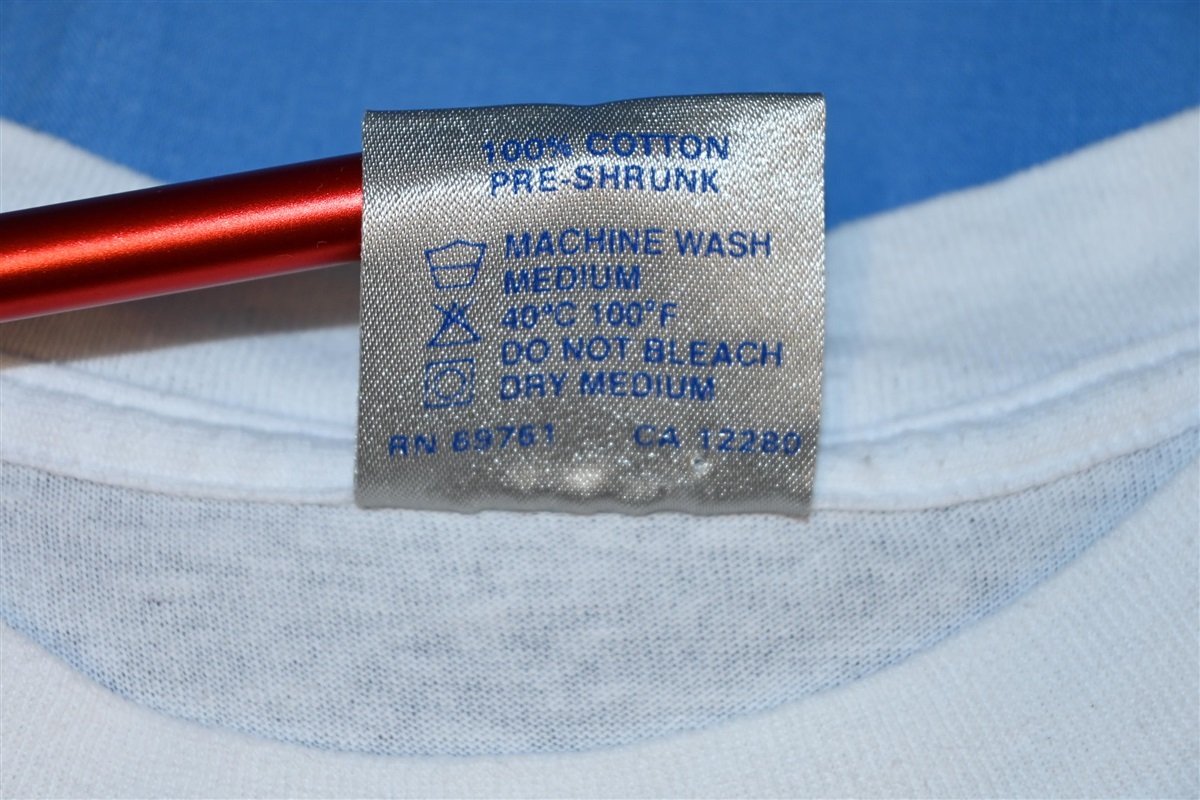 100% COTTON
PRE-SHRUNK
MACHINE WASH
MEDIUM
40°C 100°F
DO NOT BLEACH
DRY MEDIUM
RN 69761 CA 12280